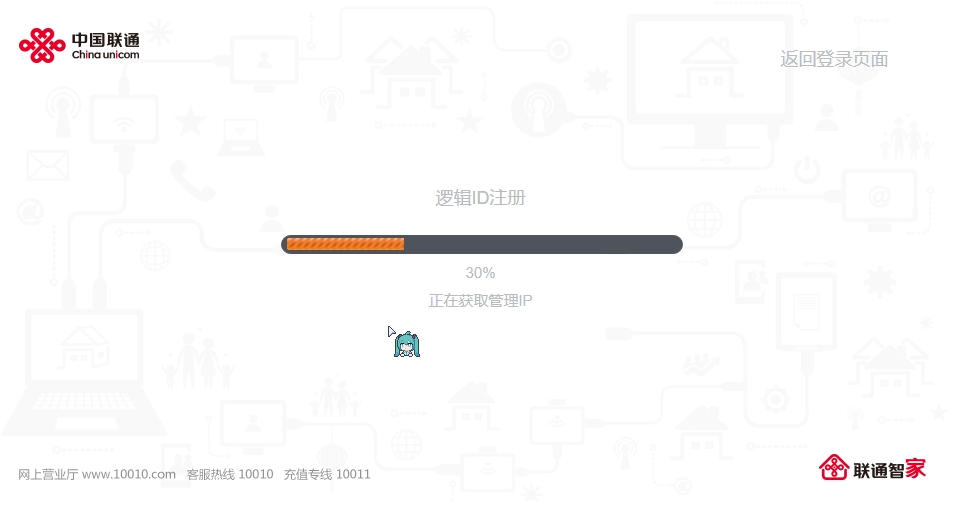 中国联通
China unicom
返回登录页面
逻辑ID注册
30%
正在获取管理IP
网上营业厅 www.10010.com 客服热线 10010 充值专线 10011
联通智家